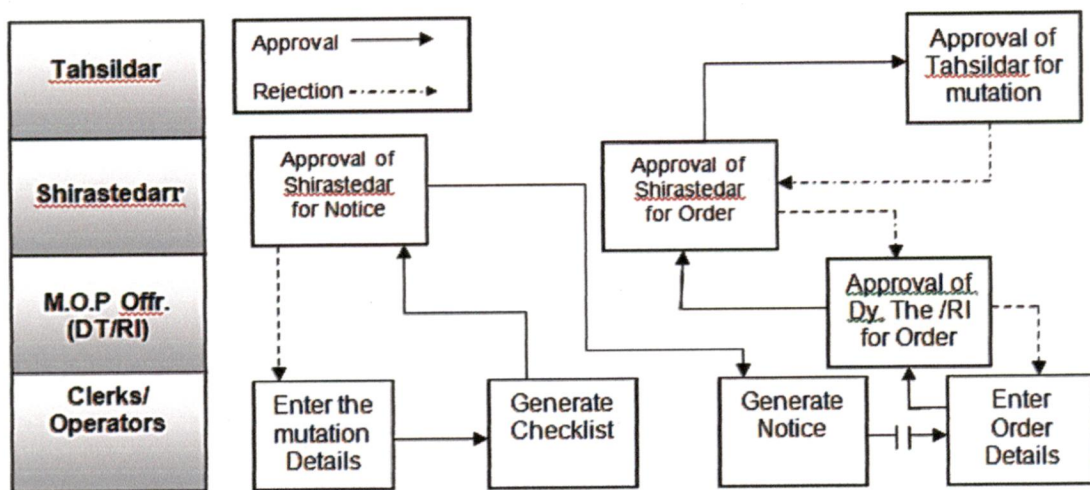 Tahsildar
Shirastedarr
M.O.P Offr.
(DT/RI)
Clerks/
Operators
Approval
Rejection
Approval of
Tahsildar for
mutation
Approval of
Shirastedar
for Notice
Approval of
Shirastedar
for Order
Approval of
Dy. The /RI
for Order
Enter the
mutation
Details
Generate
Checklist
Generate
Notice
Enter
Order
Details